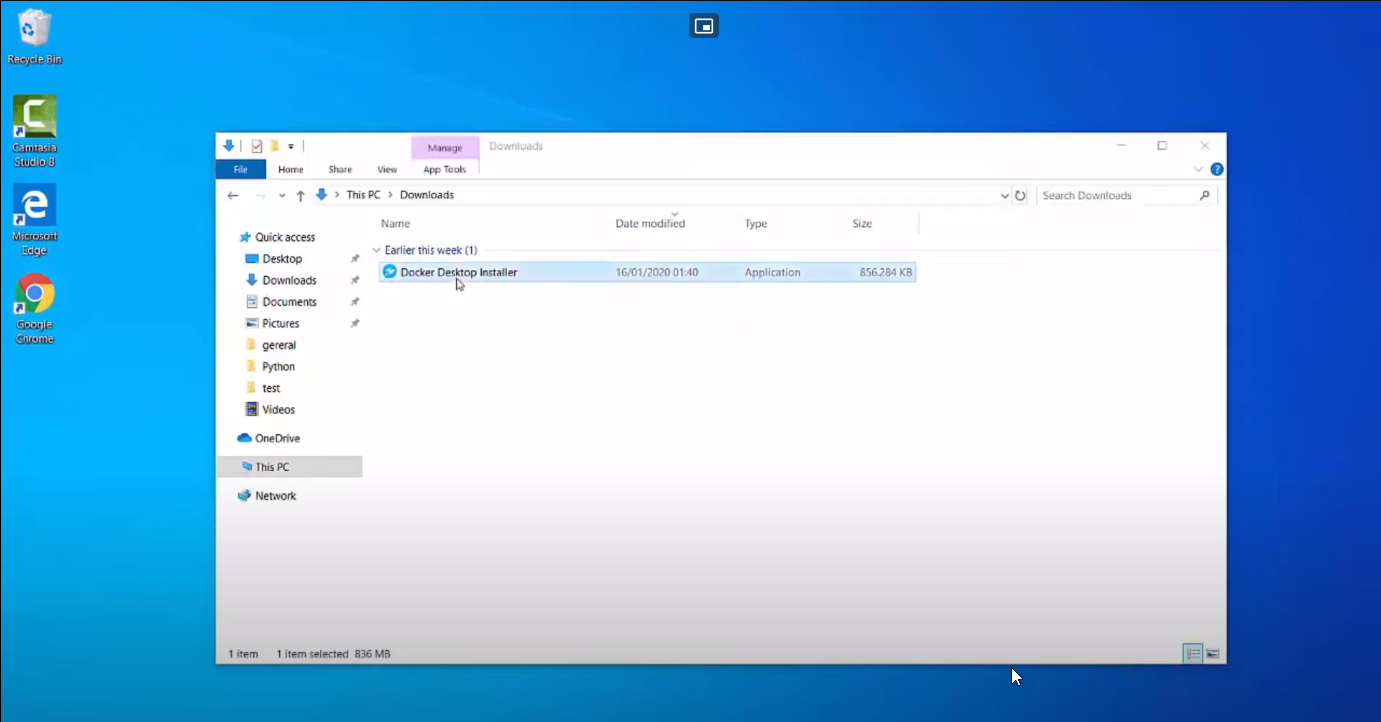 Recycle Bin
Camtasia
Studio 8
Microsoft
Edge
Google
Chrome
Manage
Downloads
File
Home
Share
View
App Tools
This PC > Downloads
Search Downloads
Name
Date modified
Type
Size
Quick access
Desktop
Downloads
Documents
Pictures
gereral
Python
test
Videos
OneDrive
This PC
Network
Earlier this week (1)
Docker Desktop Installer 16/01/2020 01:40 Application 856.284 KB
1 item 1 item selected 836 MB